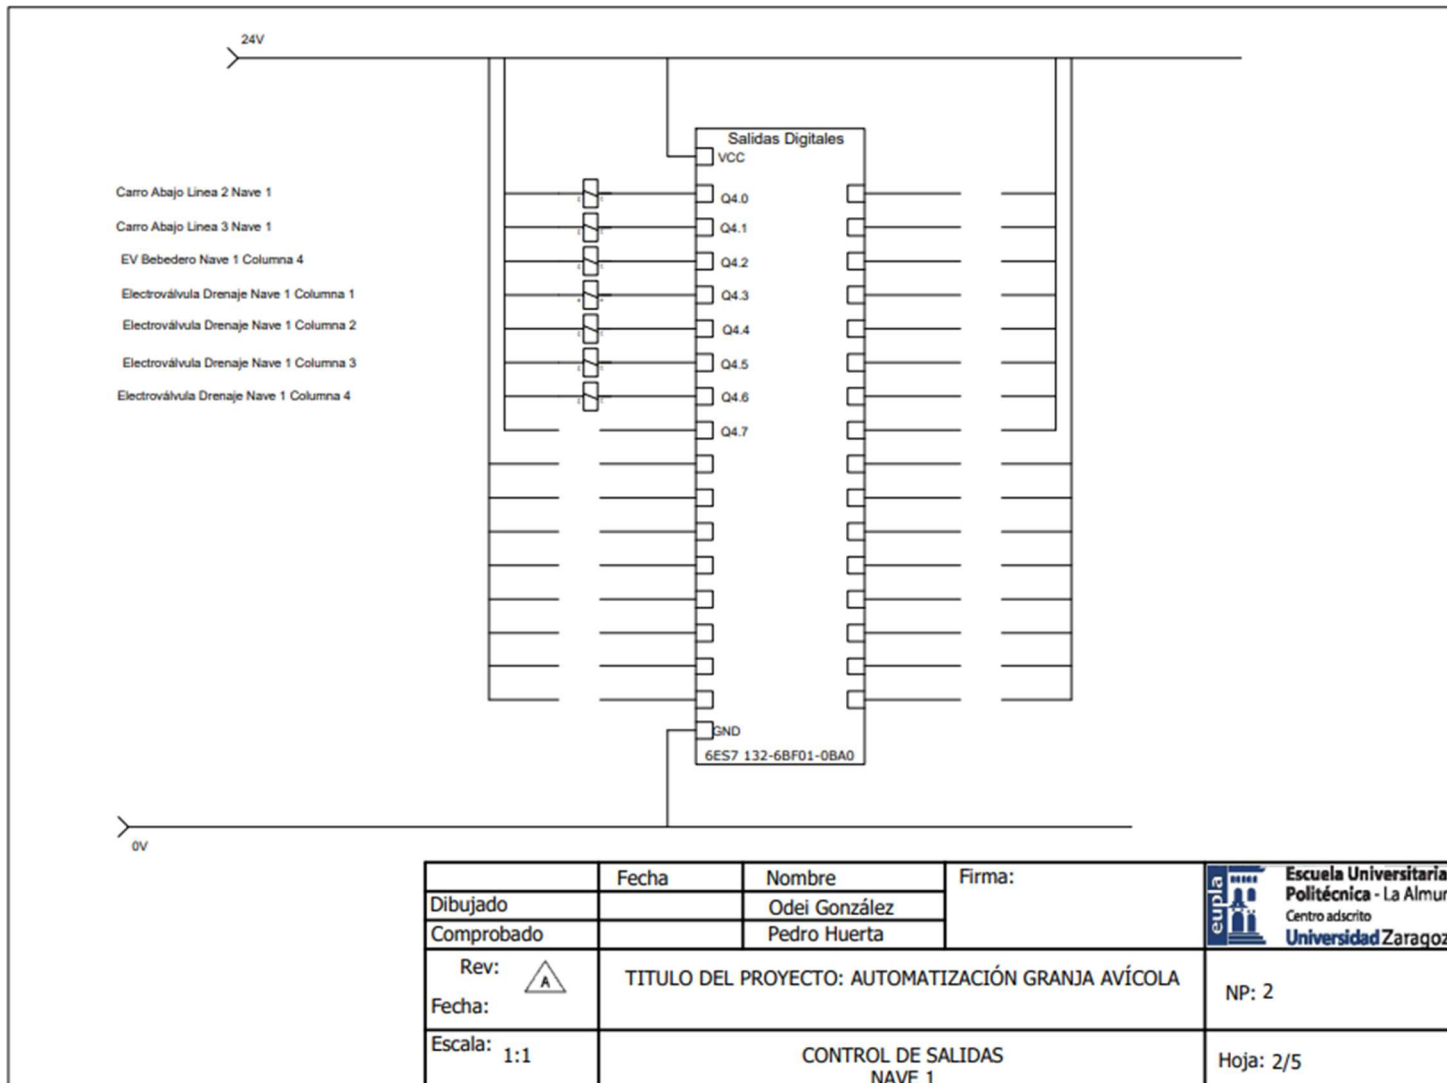 24V
Salidas Digitales
VCC
Carro Abajo Linea 2 Nave 1
Q4.0
Carro Abajo Linea 3 Nave 1
Q4.1
EV Bebedero Nave 1 Columna 4
Q4.2
Electroválvula Drenaje Nave 1 Columna 1
Q4.3
Electroválvula Drenaje Nave 1 Columna 2
Q4.4
Electroválvula Drenaje Nave 1 Columna 3
Q4.5
Electroválvula Drenaje Nave 1 Columna 4
Q4.6
Q4.7
GND
6ES7 132-6BF01-0BA0
0V
Fecha Nombre Firma:
Dibujado Odei González
Comprobado Pedro Huerta
eupla
Escuela Universitaria
Politécnica - La Almun
Centro adscrito
Universidad Zaragoz
Rev: A
Fecha:
TITULO DEL PROYECTO: AUTOMATIZACIÓN GRANJA AVÍCOLA
NP: 2
Escala: 1:1
CONTROL DE SALIDAS
NAVE 1
Hoja: 2/5